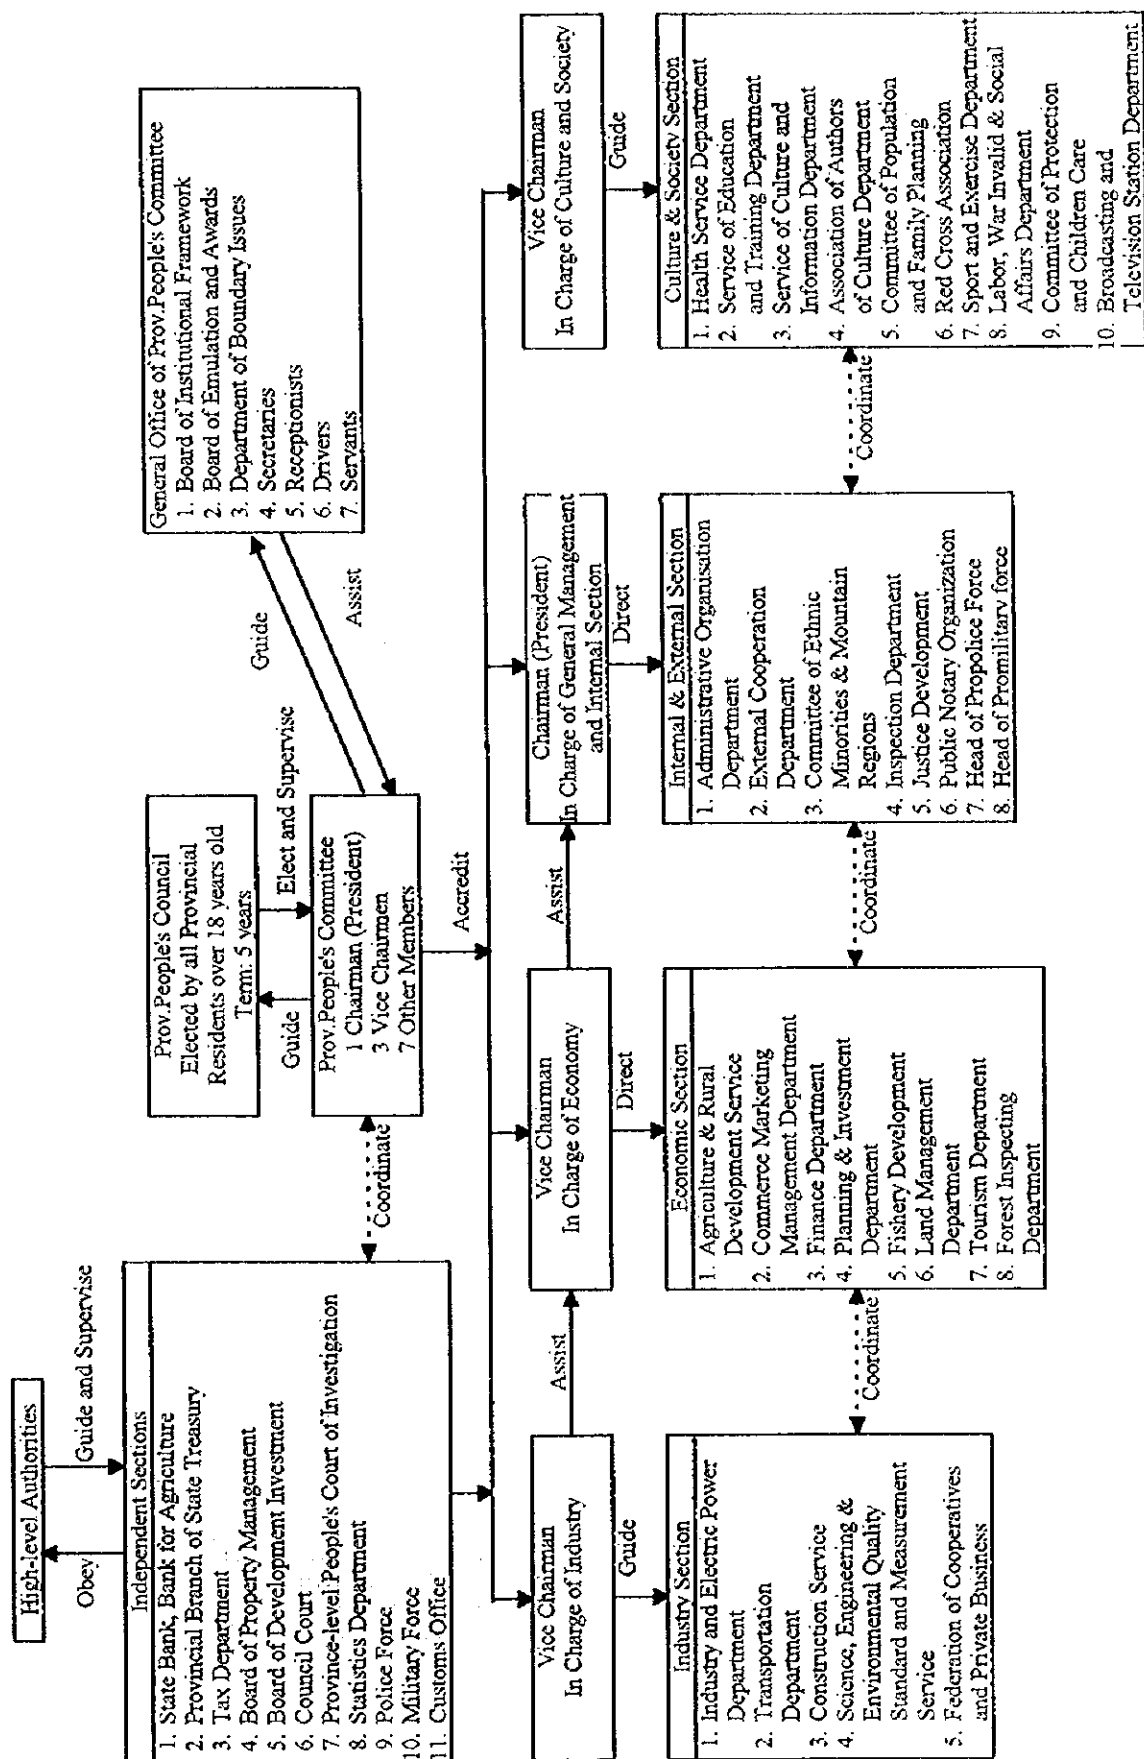 High-level Authorities
Obey
Guide and Supervise
Independent Sections
1. State Bank, Bank for Agriculture
2. Provincial Branch of State Treasury
3. Tax Department
4. Board of Property Management
5. Board of Development Investment
6. Council Court
7. Province-level People's Court of Investigation
8. Statistics Department
9. Police Force
10. Military Force
11. Customs Office
Coordinate
Prov.People's Council
Elected by all Provincial
Residents over 18 years old
Term: 5 years
Guide
Elect and Supervise
Prov.People's Committee
1 Chairman (President)
3 Vice Chairmen
7 Other Members
Guide
Assist
General Office of Prov.People's Committee
1. Board of Institutional Framework
2. Board of Emulation and Awards
3. Department of Boundary Issues
4. Secretaries
5. Receptionists
6. Drivers
7. Servants
Accredit
Vice Chairman
In Charge of Industry
Assist
Vice Chairman
In Charge of Economy
Assist
Chairman (President)
In Charge of General Management
and Internal Section
Vice Chairman
In Charge of Culture and Society
Guide
Direct
Direct
Guide
Industry Section
1. Industry and Electric Power
Department
2. Transportation
Department
3. Construction Service
4. Science, Engineering &
Environmental Quality
Standard and Measurement
Service
5. Federation of Cooperatives
and Private Business
Coordinate
Economic Section
1. Agriculture & Rural
Development Service
2. Commerce Marketing
Management Department
3. Finance Department
4. Planning & Investment
Department
5. Fishery Development
6. Land Management
Department
7. Tourism Department
8. Forest Inspecting
Department
Coordinate
Internal & External Section
1. Administrative Organisation
Department
2. External Cooperation
Department
3. Committee of Ethnic
Minorities & Mountain
Regions
4. Inspection Department
5. Justice Development
6. Public Notary Organization
7. Head of Propolice Force
8. Head of Promilitary force
Coordinate
Culture & Society Section
1. Health Service Department
2. Service of Education
and Training Department
3. Service of Culture and
Information Department
4. Association of Authors
of Culture Department
5. Committee of Population
and Family Planning
6. Red Cross Association
7. Sport and Exercise Department
8. Labor, War Invalid & Social
Affairs Department
9. Committee of Protection
and Children Care
10. Broadcasting and
Television Station Department